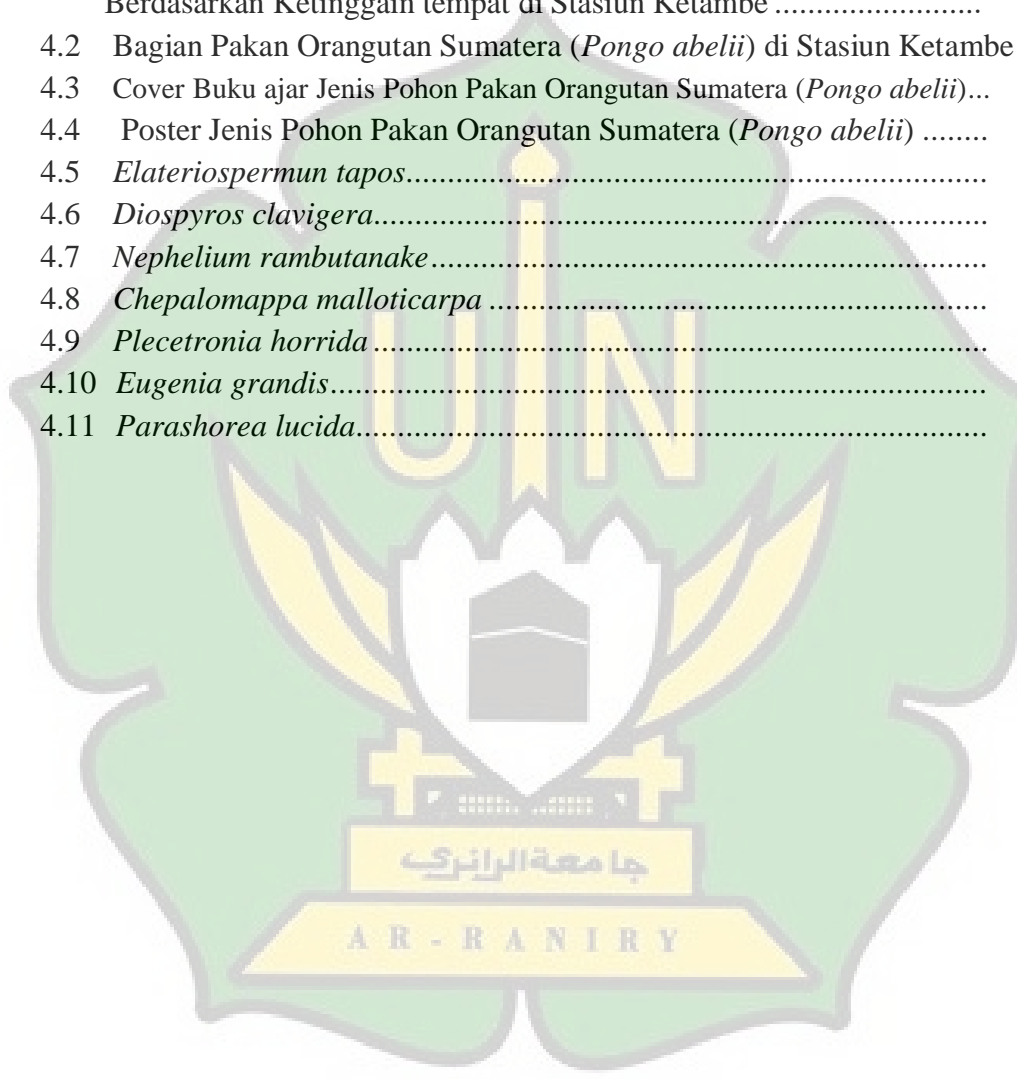 Berdasarkan Ketinggain tempat di Stasiun Ketambe ..........................
4.2 Bagian Pakan Orangutan Sumatera (Pongo abelii) di Stasiun Ketambe
4.3 Cover Buku ajar Jenis Pohon Pakan Orangutan Sumatera (Pongo abelii)...
4.4 Poster Jenis Pohon Pakan Orangutan Sumatera (Pongo abelii) ........
4.5 Elateriospermun tapos..........................................................................
4.6 Diospyros clavigera..............................................................................
4.7 Nephelium rambutanake......................................................................
4.8 Chepalomappa malloticarpa ...............................................................
4.9 Plecetronia horrida..............................................................................
4.10 Eugenia grandis...................................................................................
4.11 Parashorea lucida................................................................................
UIN
جامعةالرانري
AR-RANIRY